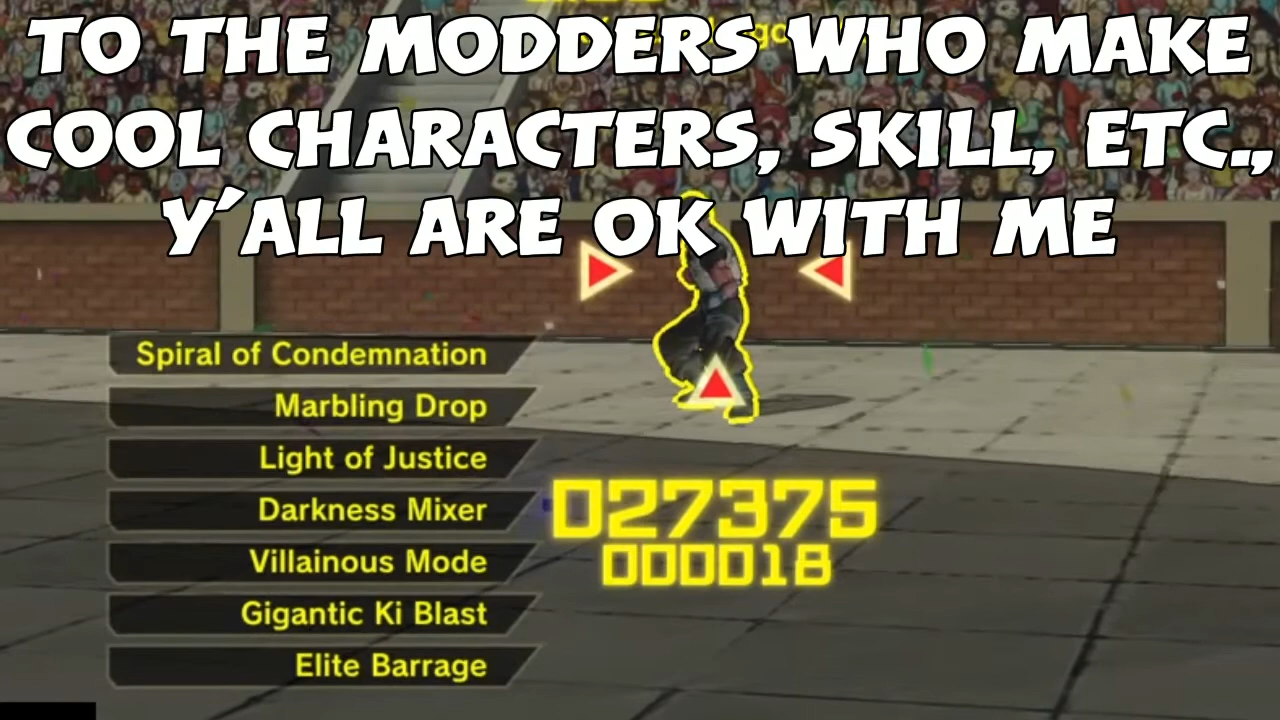 TO THE MODDERS WHO MAKE
COOL CHARACTERS, SKILL, ETC.,
Y'ALL ARE OK WITH ME
Spiral of Condemnation
Marbling Drop
Light of Justice
Darkness Mixer
Villainous Mode
Gigantic Ki Blast
Elite Barrage
027375
000018